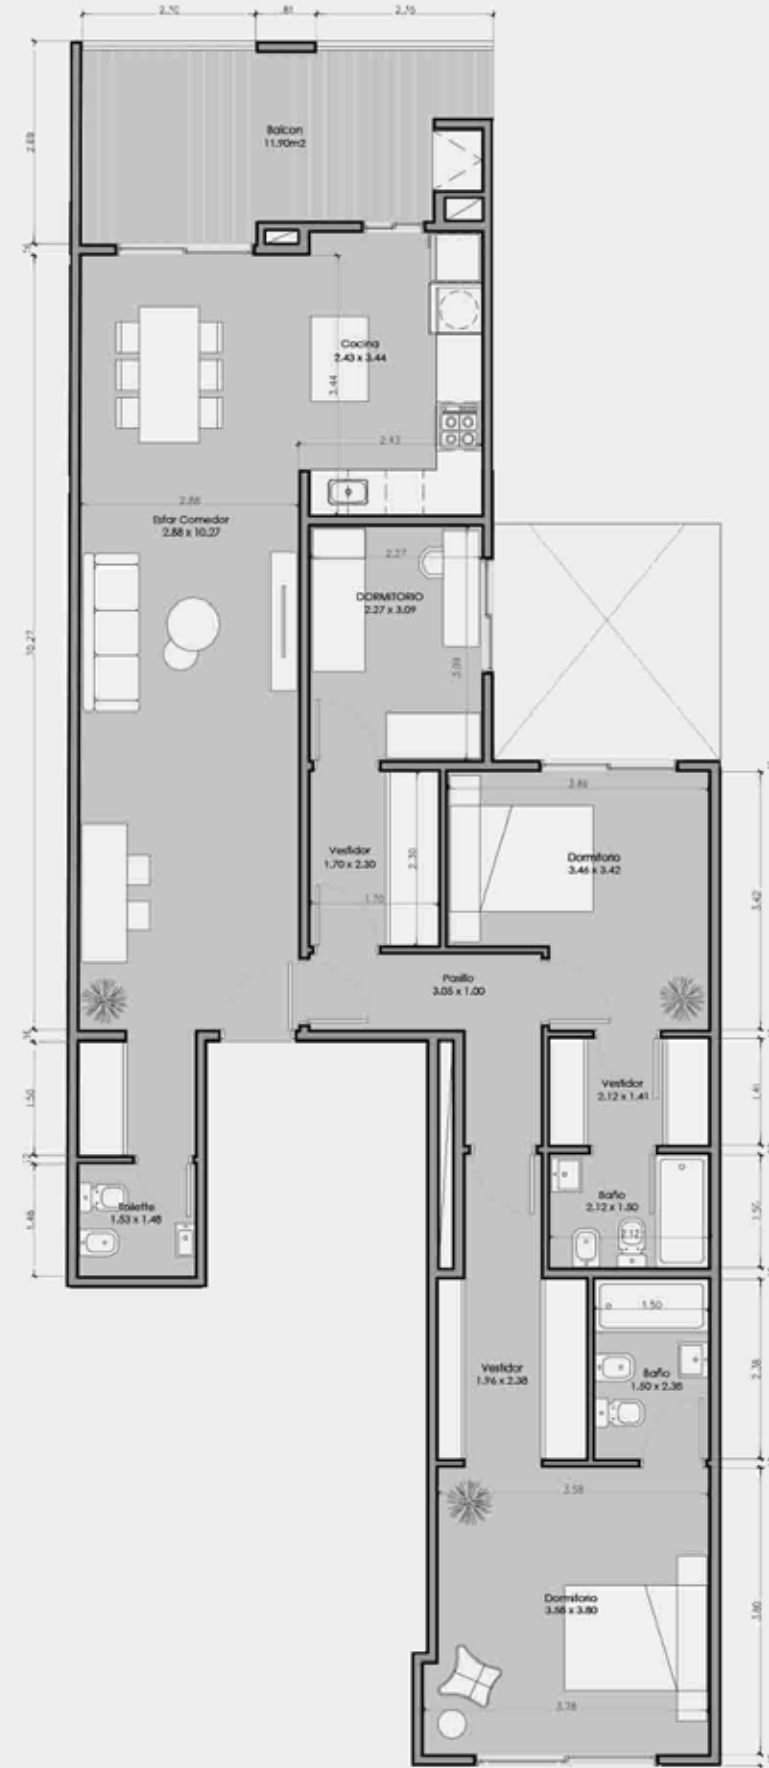 2.70
.81
2.76
2.88
Balcon
11.90m2
Cocina
2.43 x 3.44
3.44
2.43
2.88
Estar Comedor
2.88 x 10.27
10.27
2.27
DORMITORIO
2.27 x 3.09
3.09
Vestidor
1.70 x 2.30
2.30
1.70
3.46
Dormitorio
3.46 x 3.42
3.42
Pasillo
3.05 x 1.00
1.50
Vestidor
2.12 x 1.41
1.41
Toilette
1.53 x 1.48
1.48
Baño
2.12 x 1.50
2.12
1.50
1.50
Vestidor
1.96 x 2.38
Baño
1.50 x 2.38
2.38
3.58
Dormitorio
3.58 x 3.80
3.80
3.78